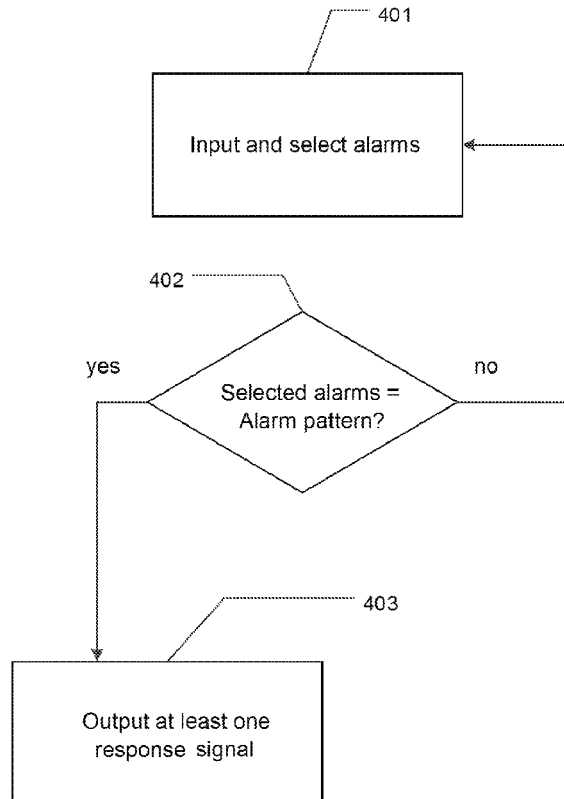 401
Input and select alarms
402
yes
no
Selected alarms =
Alarm pattern?
403
Output at least one
response signal